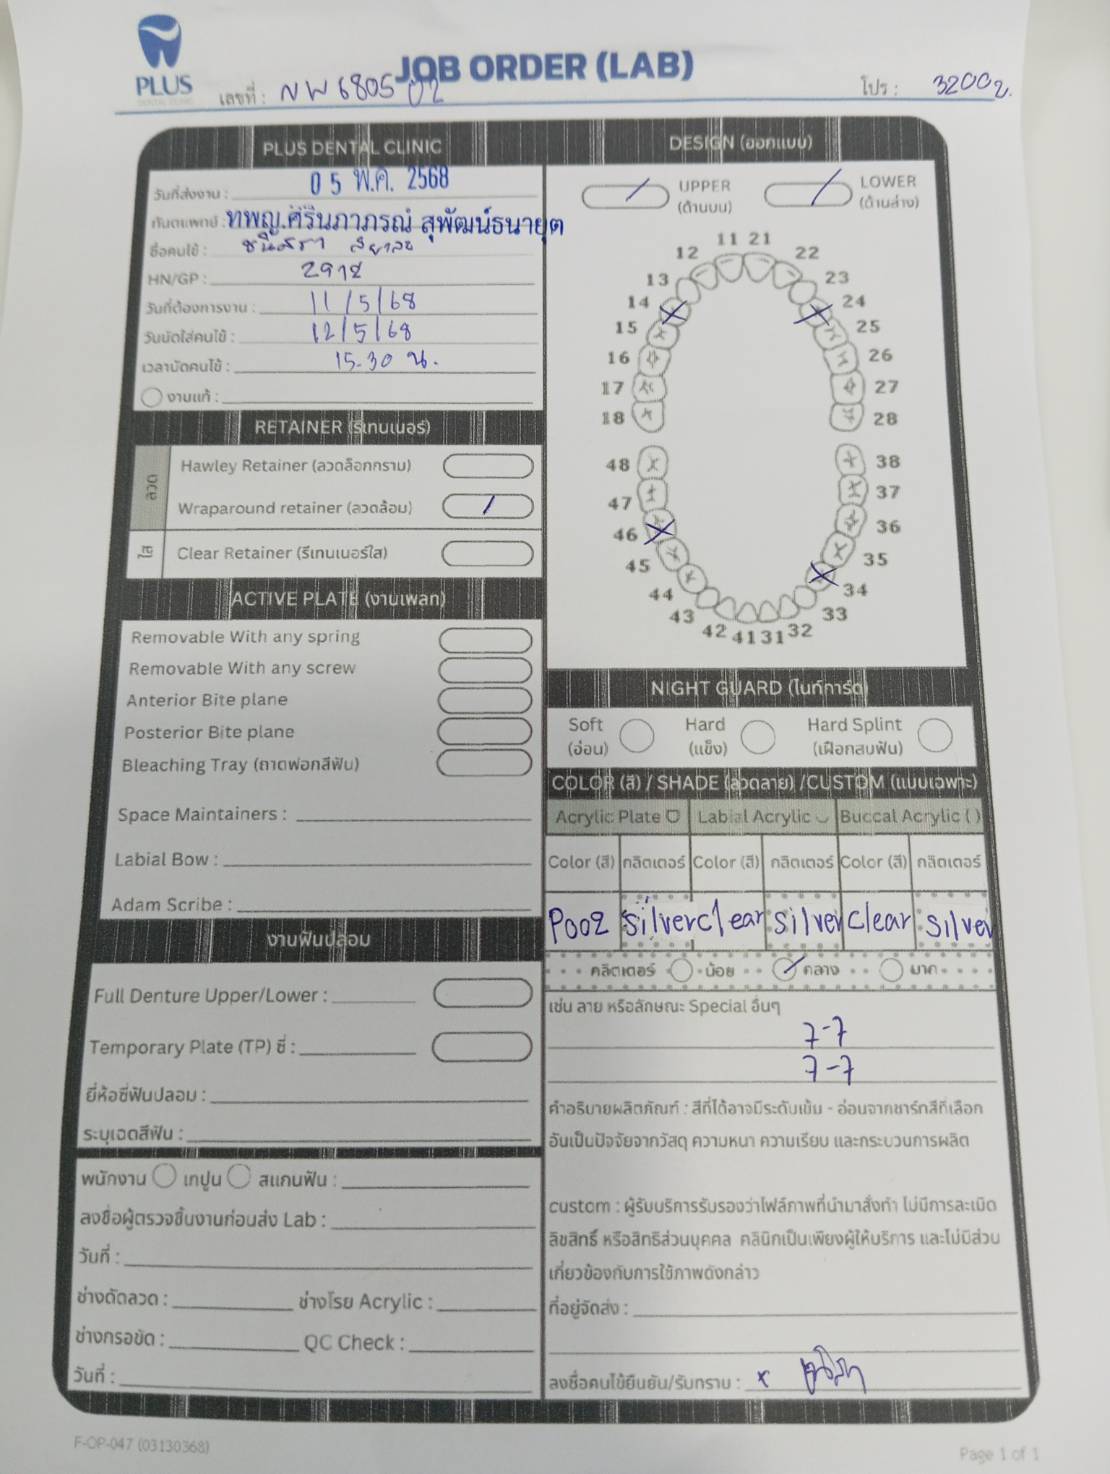 PLUS
DENTAL CLINIC
JOB ORDER (LAB)
เลขที่ : NW6805 02
โปร : 3200 บ.
PLUS DENTAL CLINIC
วันที่ส่งงาน : 05 พ.ค. 2568
ทันตแพทย์ : ทพญ.ศิรินภาภรณ์ สุพัฒน์ธนายุต
ชื่อคนไข้ :
HN/GP :
วันที่ต้องการงาน : 11/5/68
วันนัดใส่คนไข้ : 12/5/68
เวลานัดคนไข้ : 15.30 น.
งานแก้ :
RETAINER (รีเทนเนอร์)
ลวด
Hawley Retainer (ลวดล็อกกราม)
Wraparound retainer (ลวดล้อม) /
ใส
Clear Retainer (รีเทนเนอร์ใส)
ACTIVE PLATE (งานเพลท)
Removable With any spring
Removable With any screw
Anterior Bite plane
Posterior Bite plane
Bleaching Tray (ถาดฟอกสีฟัน)
Space Maintainers :
Labial Bow :
Adam Scribe :
งานฟันปลอม
Full Denture Upper/Lower :
Temporary Plate (TP) ซี่ :
ยี่ห้อซี่ฟันปลอม :
ระบุเฉดสีฟัน :
พนักงาน เทปูน สแกนฟัน :
ลงชื่อผู้ตรวจชิ้นงานก่อนส่ง Lab :
วันที่ :
ช่างดัดลวด : ช่างโรย Acrylic :
ช่างกรอขัด : QC Check :
วันที่ :
DESIGN (ออกแบบ)
/ UPPER (ด้านบน) / LOWER (ด้านล่าง)
11 21
12 22
13 23
14 24
15 25
16 26
17 27
18 28
48 38
47 37
46 36
45 35
44 34
43 33
42 41 31 32
NIGHT GUARD (ไนท์การ์ด)
Soft (อ่อน) Hard (แข็ง) Hard Splint (เฝือกสบฟัน)
COLOR (สี) / SHADE (ลวดลาย) /CUSTOM (แบบเฉพาะ)
Acrylic Plate Labial Acrylic Buccal Acrylic ( )
Color (สี) กลิตเตอร์ Color (สี) กลิตเตอร์ Color (สี) กลิตเตอร์
P002 silver clear silver clear silver
กลิตเตอร์ น้อย / กลาง มาก
เช่น ลาย หรือลักษณะ Special อื่นๆ
7-7
7-7
คำอธิบายผลิตภัณฑ์ : สีที่ได้อาจมีระดับเข้ม - อ่อนจากชาร์ทสีที่เลือก
อันเป็นปัจจัยจากวัสดุ ความหนา ความเรียบ และกระบวนการผลิต
custom : ผู้รับบริการรับรองว่าไฟล์ภาพที่นำมาสั่งทำ ไม่มีการละเมิด
ลิขสิทธิ์ หรือสิทธิส่วนบุคคล คลินิกเป็นเพียงผู้ให้บริการ และไม่มีส่วน
เกี่ยวข้องกับการใช้ภาพดังกล่าว
ที่อยู่จัดส่ง :
ลงชื่อคนไข้ยืนยัน/รับทราบ : x
F-OP-047 (03130368)
Page 1 of 1